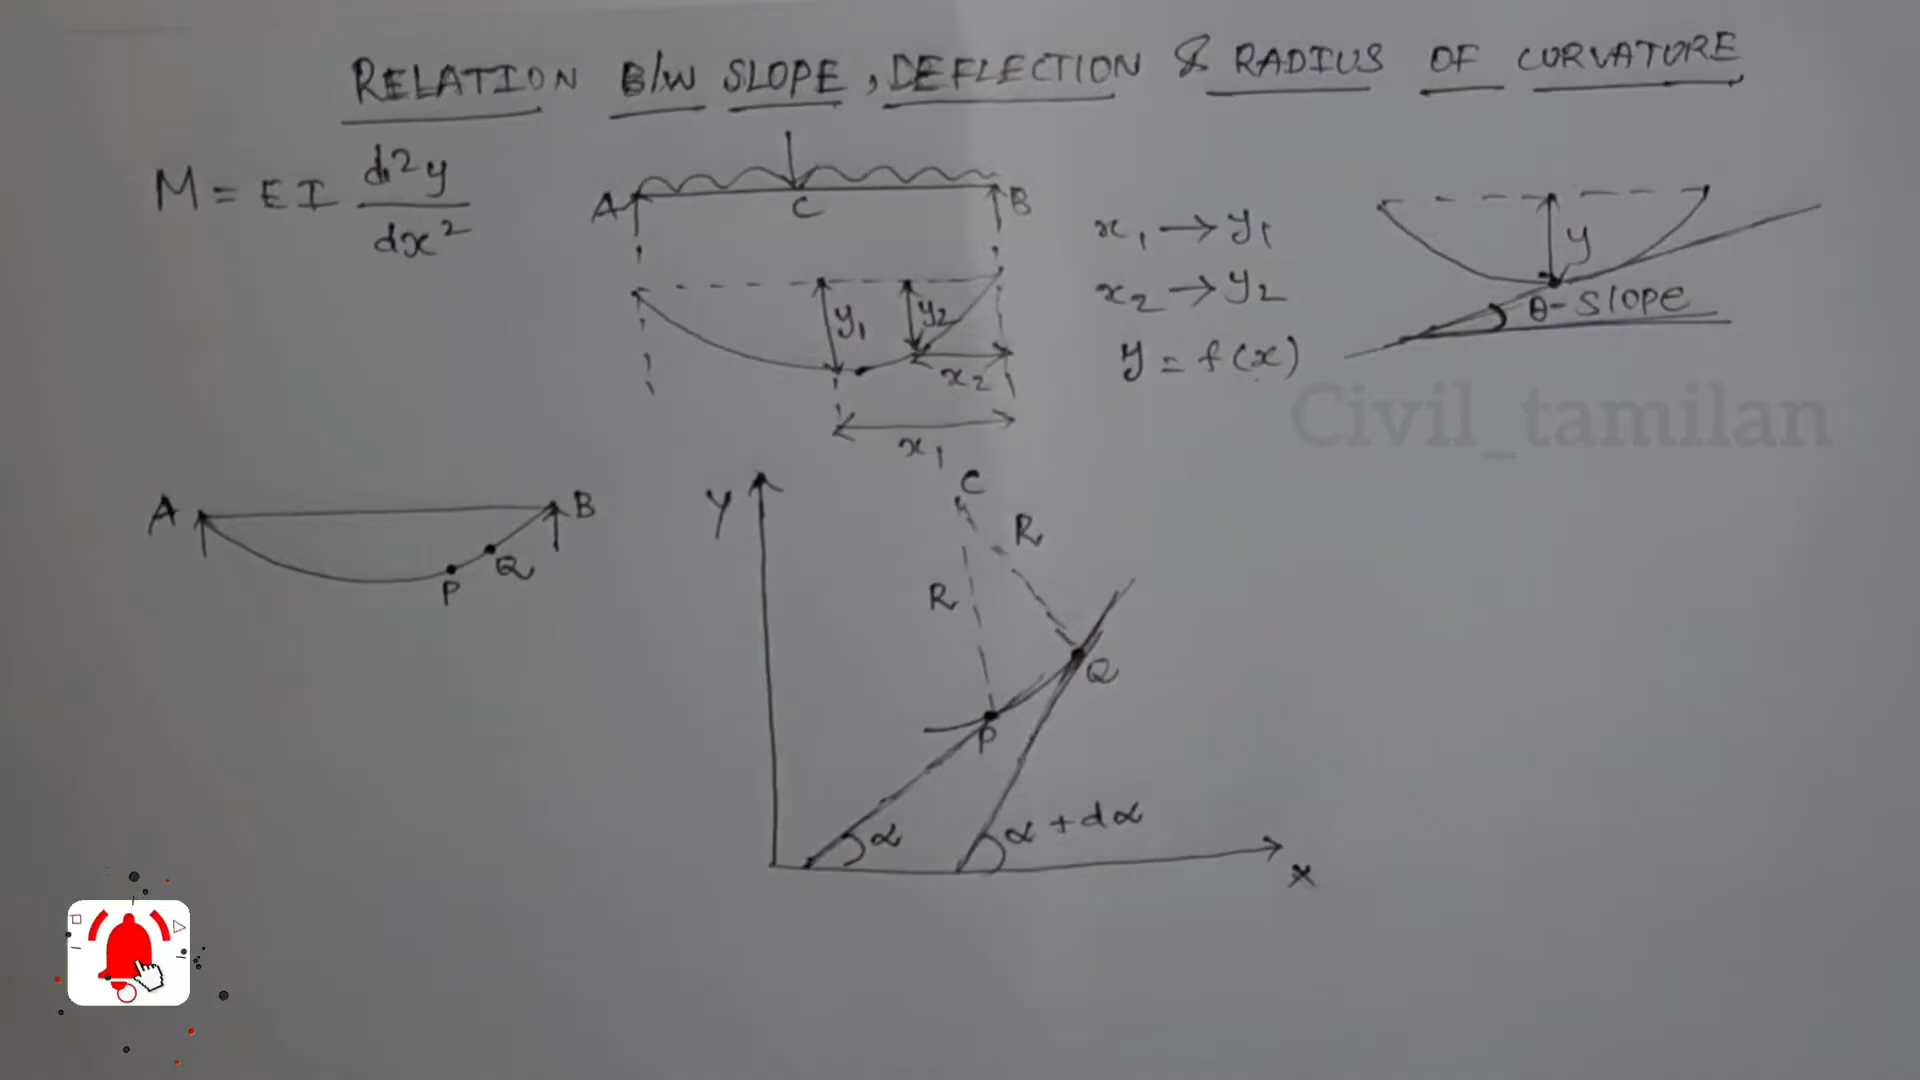 RELATION B/W SLOPE, DEFLECTION & RADIUS OF CURVATURE
M = EI d²y/dx²
A C B
y1 y2
x2
x1
x1 → y1
x2 → y2
y = f(x)
y
θ - slope
Civil_tamilan
A B
P Q
Y C
R
R
Q
P
α α + dα
x